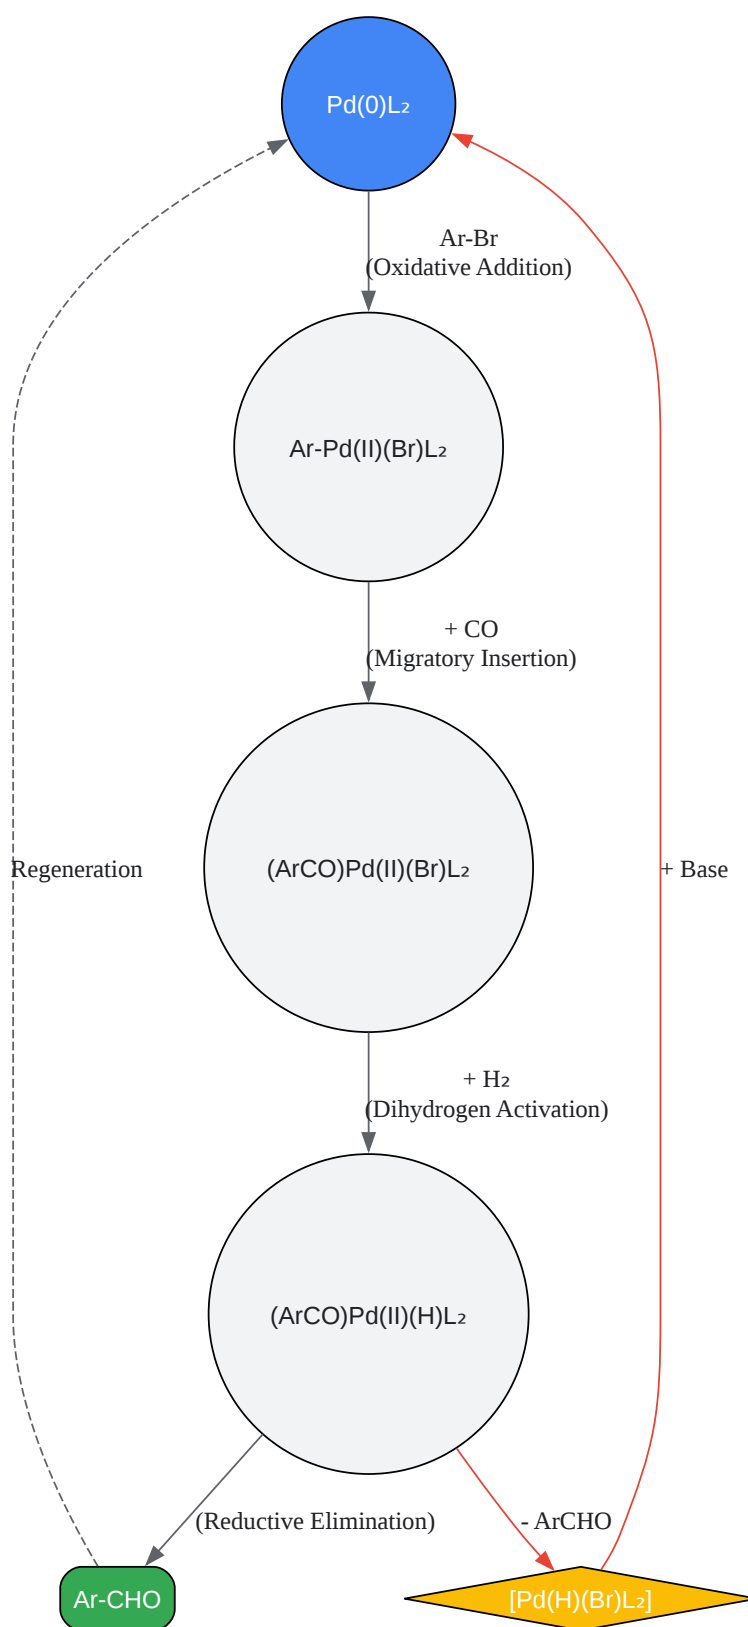 Pd(0)L₂
Ar-Br
(Oxidative Addition)
Ar-Pd(II)(Br)L₂
+ CO
(Migratory Insertion)
(ArCO)Pd(II)(Br)L₂
Regeneration
+ Base
+ H₂
(Dihydrogen Activation)
(ArCO)Pd(II)(H)L₂
(Reductive Elimination)
- ArCHO
Ar-CHO
[Pd(H)(Br)L₂]